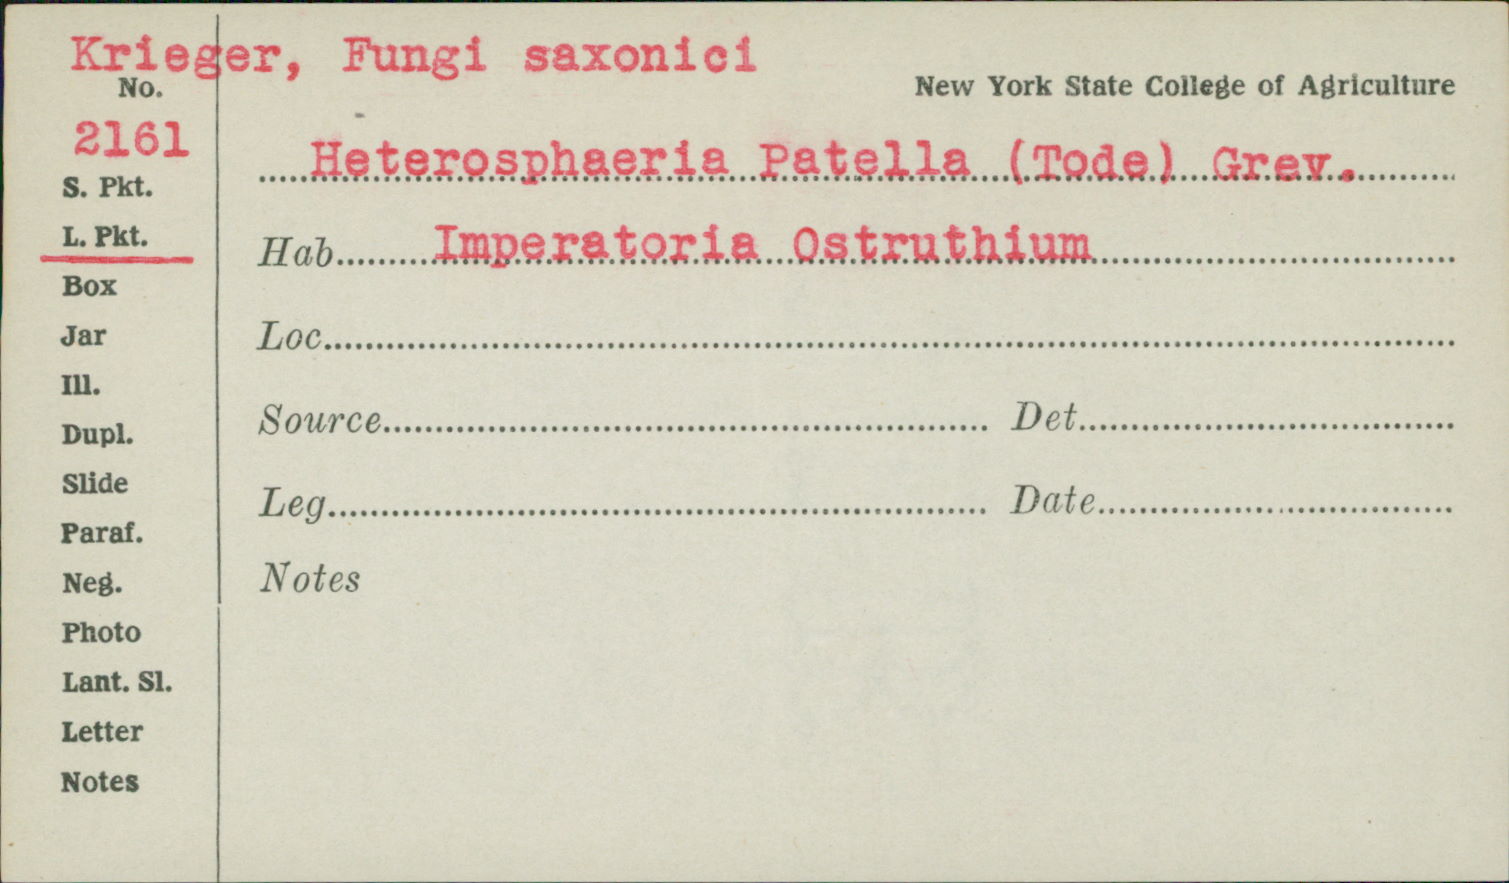 Krieger, Fungi saxonici
No.
New York State College of Agriculture
2161
Heterosphaeria Patella (Tode) Grev.
S. Pkt.
L. Pkt.
Hab. Imperatoria Ostruthium
Box
Jar
Loc.
Ill.
Dupl.
Source Det.
Slide
Leg. Date
Paraf.
Neg.
Notes
Photo
Lant. Sl.
Letter
Notes